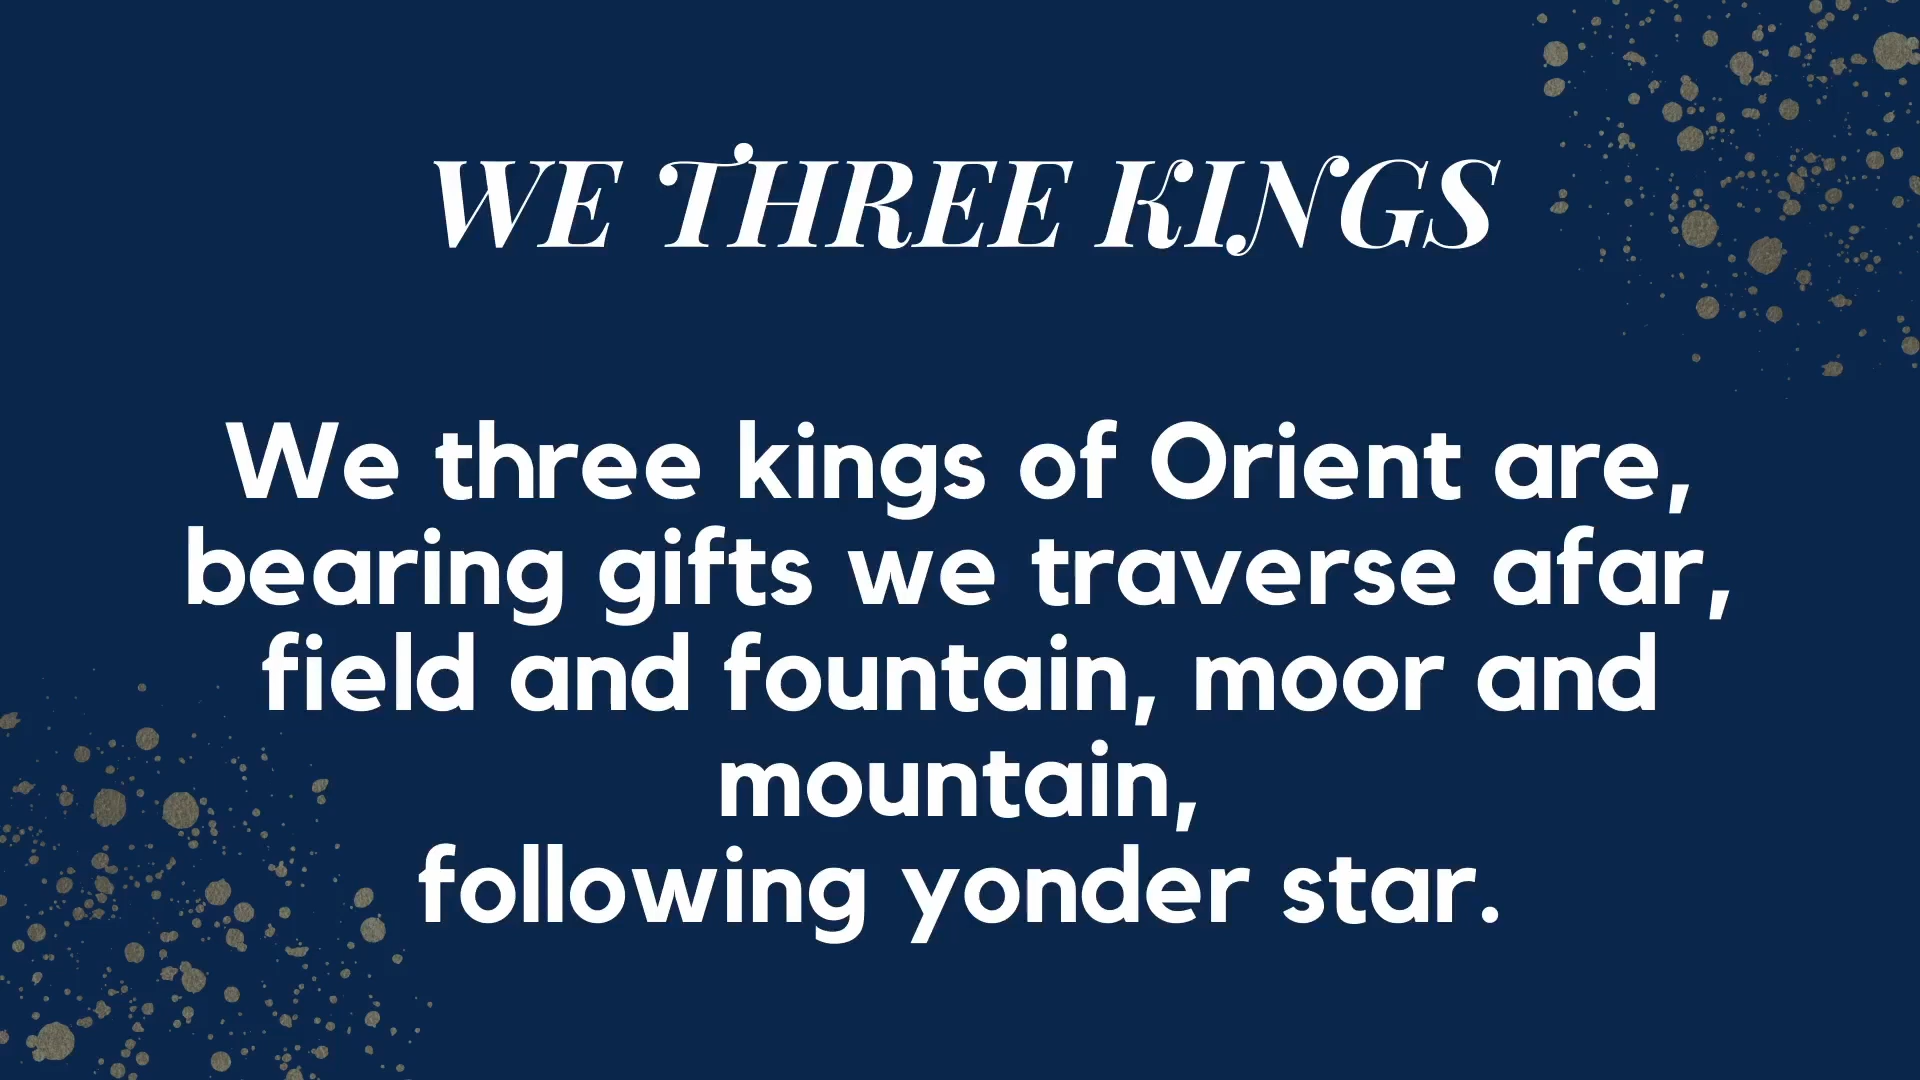 WE THREE KINGS
We three kings of Orient are,
bearing gifts we traverse afar,
field and fountain, moor and
mountain,
following yonder star.